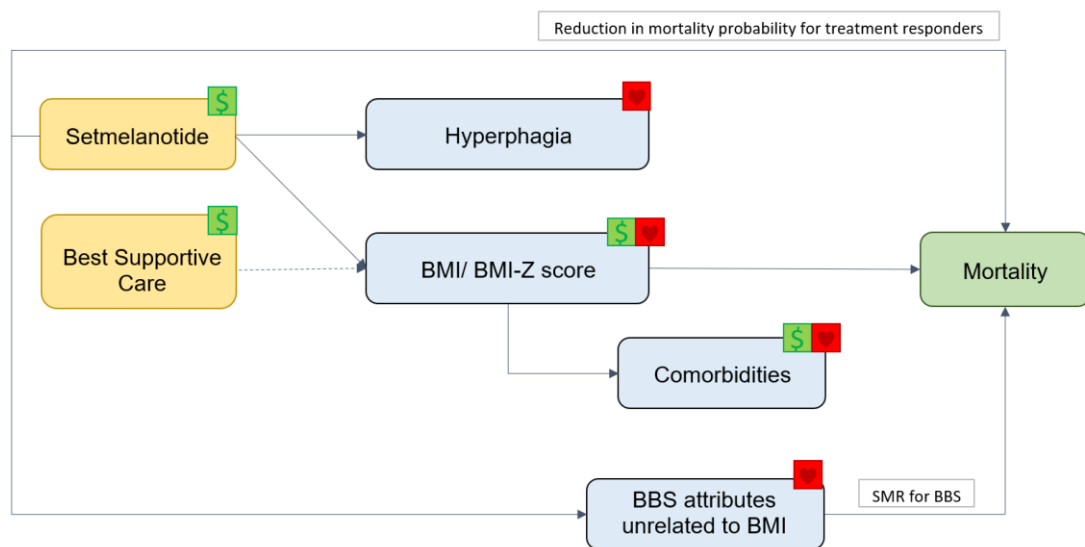 Reduction in mortality probability for treatment responders
$
Setmelanotide
Hyperphagia
$
Best Supportive
Care
$
BMI/ BMI-Z score
Mortality
$
Comorbidities
BBS attributes
unrelated to BMI
SMR for BBS